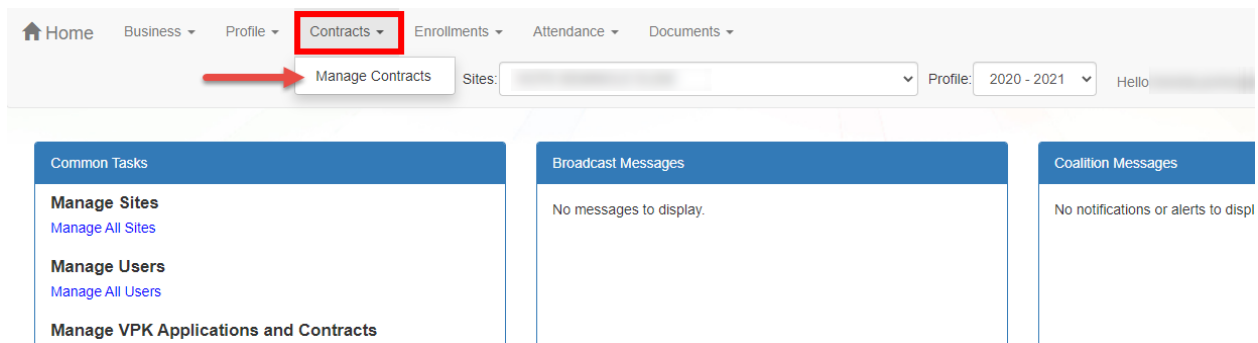 Home Business Profile Contracts Enrollments Attendance Documents
Manage Contracts Sites: Profile: 2020 - 2021 Hello
Common Tasks
Manage Sites
Manage All Sites
Manage Users
Manage All Users
Manage VPK Applications and Contracts
Broadcast Messages
No messages to display.
Coalition Messages
No notifications or alerts to displ